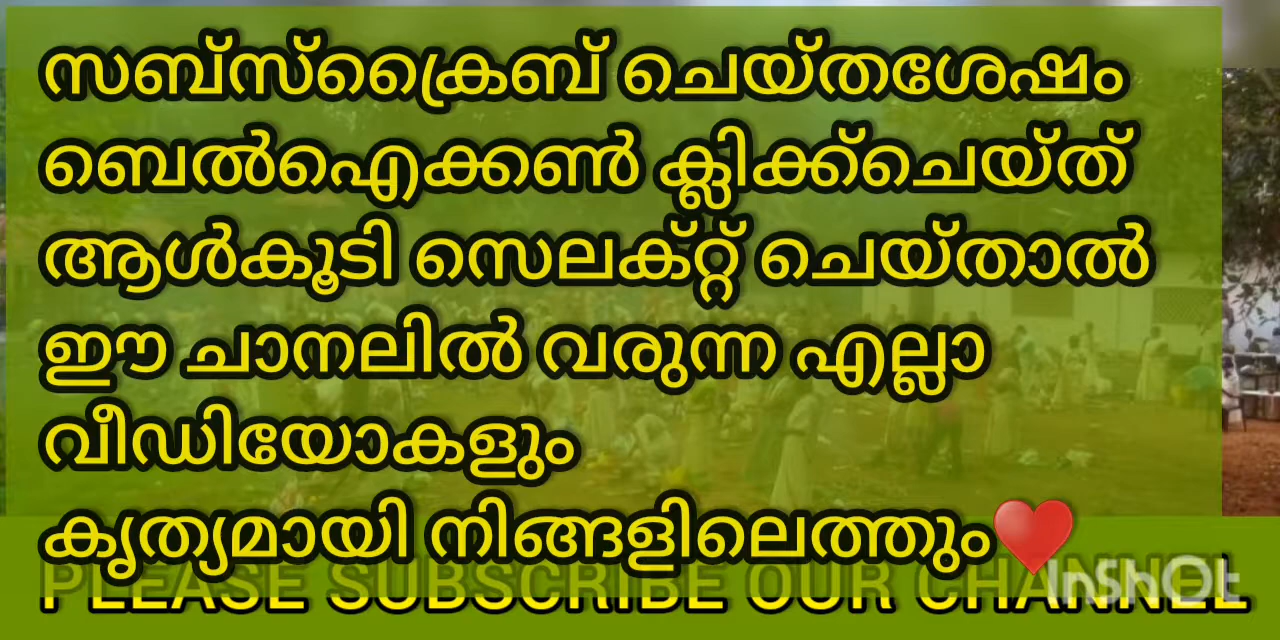 സബ്സ്ക്രൈബ് ചെയ്തശേഷം
ബെൽഐക്കൺ ക്ലിക്ക്ചെയ്ത്
ആൾകൂടി സെലക്റ്റ് ചെയ്താൽ
ഈ ചാനലിൽ വരുന്ന എല്ലാ
വീഡിയോകളും
കൃത്യമായി നിങ്ങളിലെത്തും❤️
PLEASE SUBSCRIBE OUR CHANNEL
InShOt